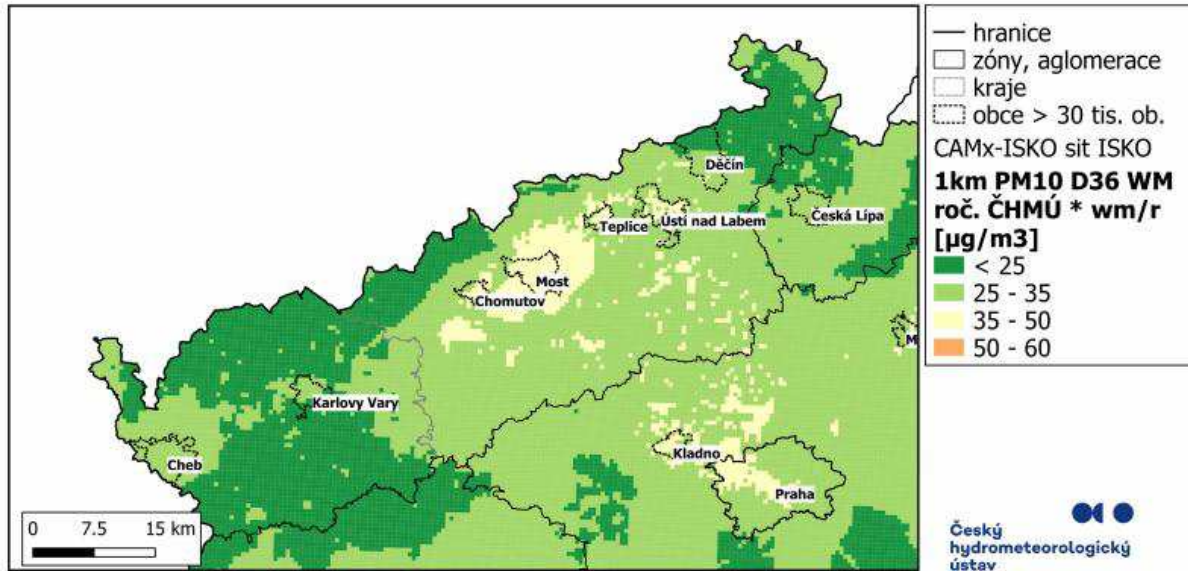 hranice
zóny, aglomerace
kraje
obce > 30 tis. ob.
CAMx-ISKO sit ISKO
1km PM10 D36 WM
roč. ČHMÚ * wm/r
[µg/m3]
< 25
25 - 35
35 - 50
50 - 60
Děčín
Teplice
Ústí nad Labem
Česká Lípa
Most
Chomutov
M
Karlovy Vary
Kladno
Cheb
Praha
0 7.5 15 km
Český
hydrometeorologický
ústav